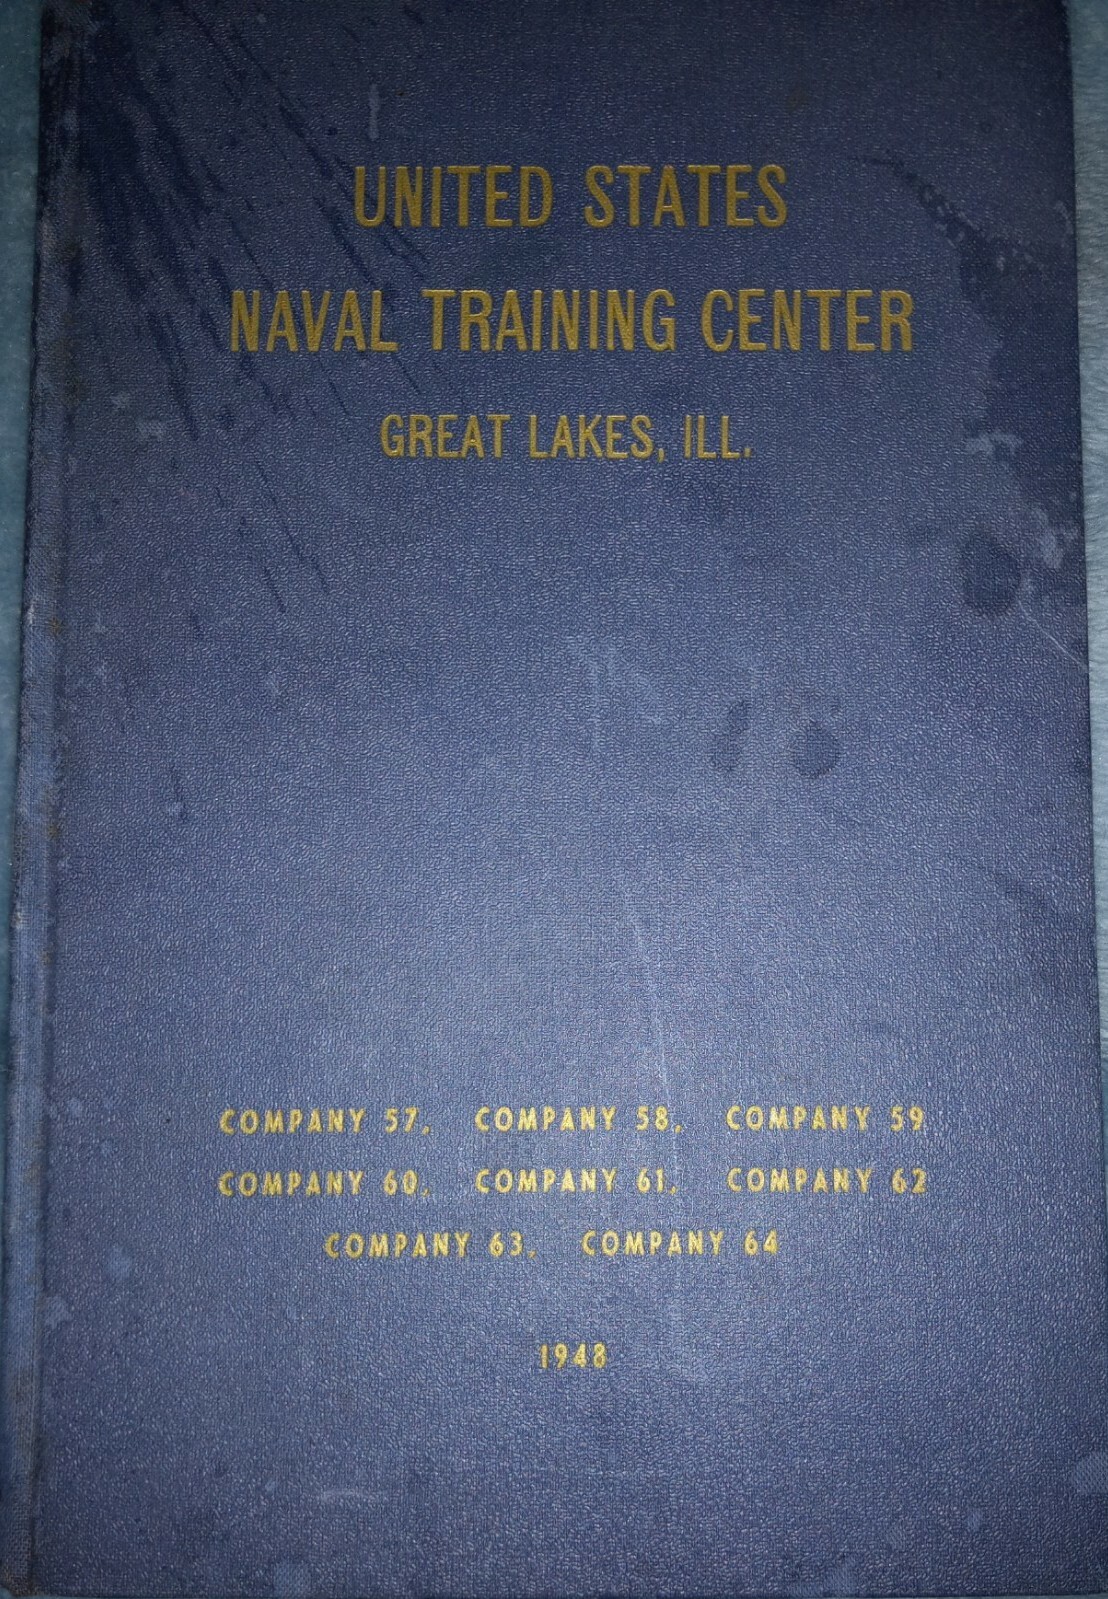 UNITED STATES
NAVAL TRAINING CENTER
GREAT LAKES, ILL.
COMPANY 57, COMPANY 58, COMPANY 59
COMPANY 60, COMPANY 61, COMPANY 62
COMPANY 63, COMPANY 64
1948